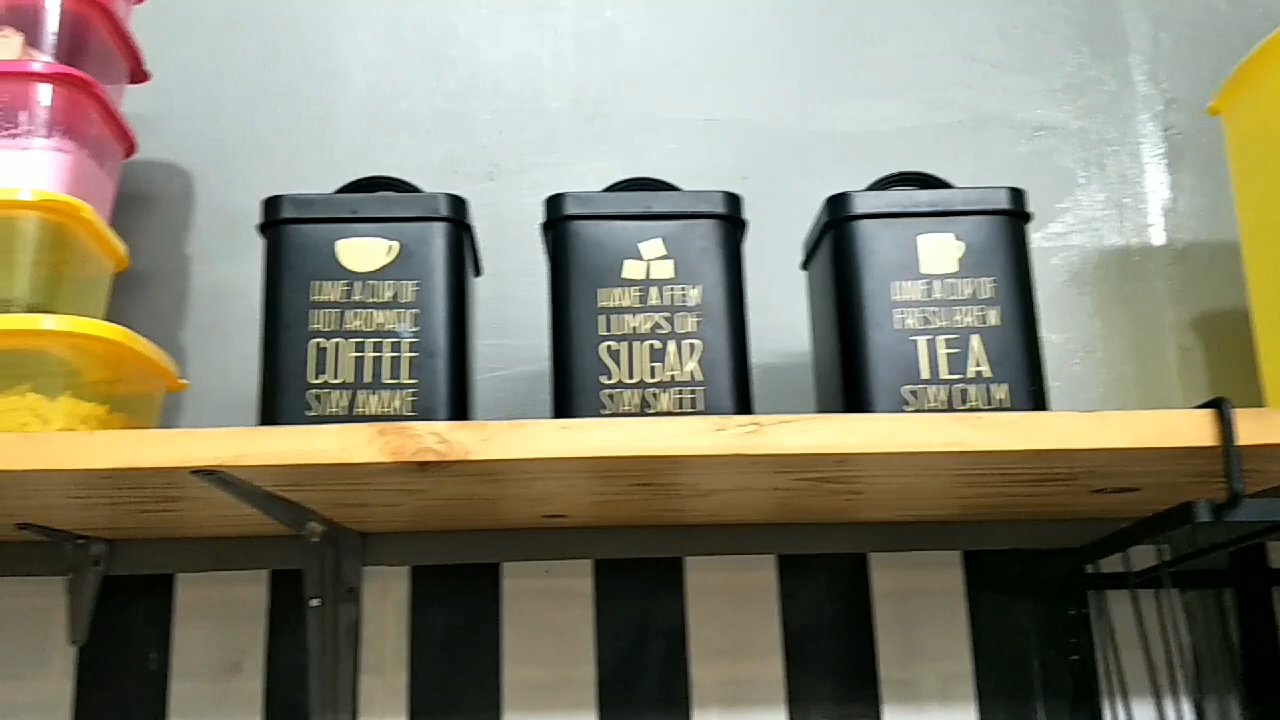 HAVE A CUP OF
HOT AROMATIC
COFFEE
STAY AWAKE
HAVE A FEW
LUMPS OF
SUGAR
STAY SWEET
HAVE A CUP OF
FRESH BREW
TEA
STAY CALM